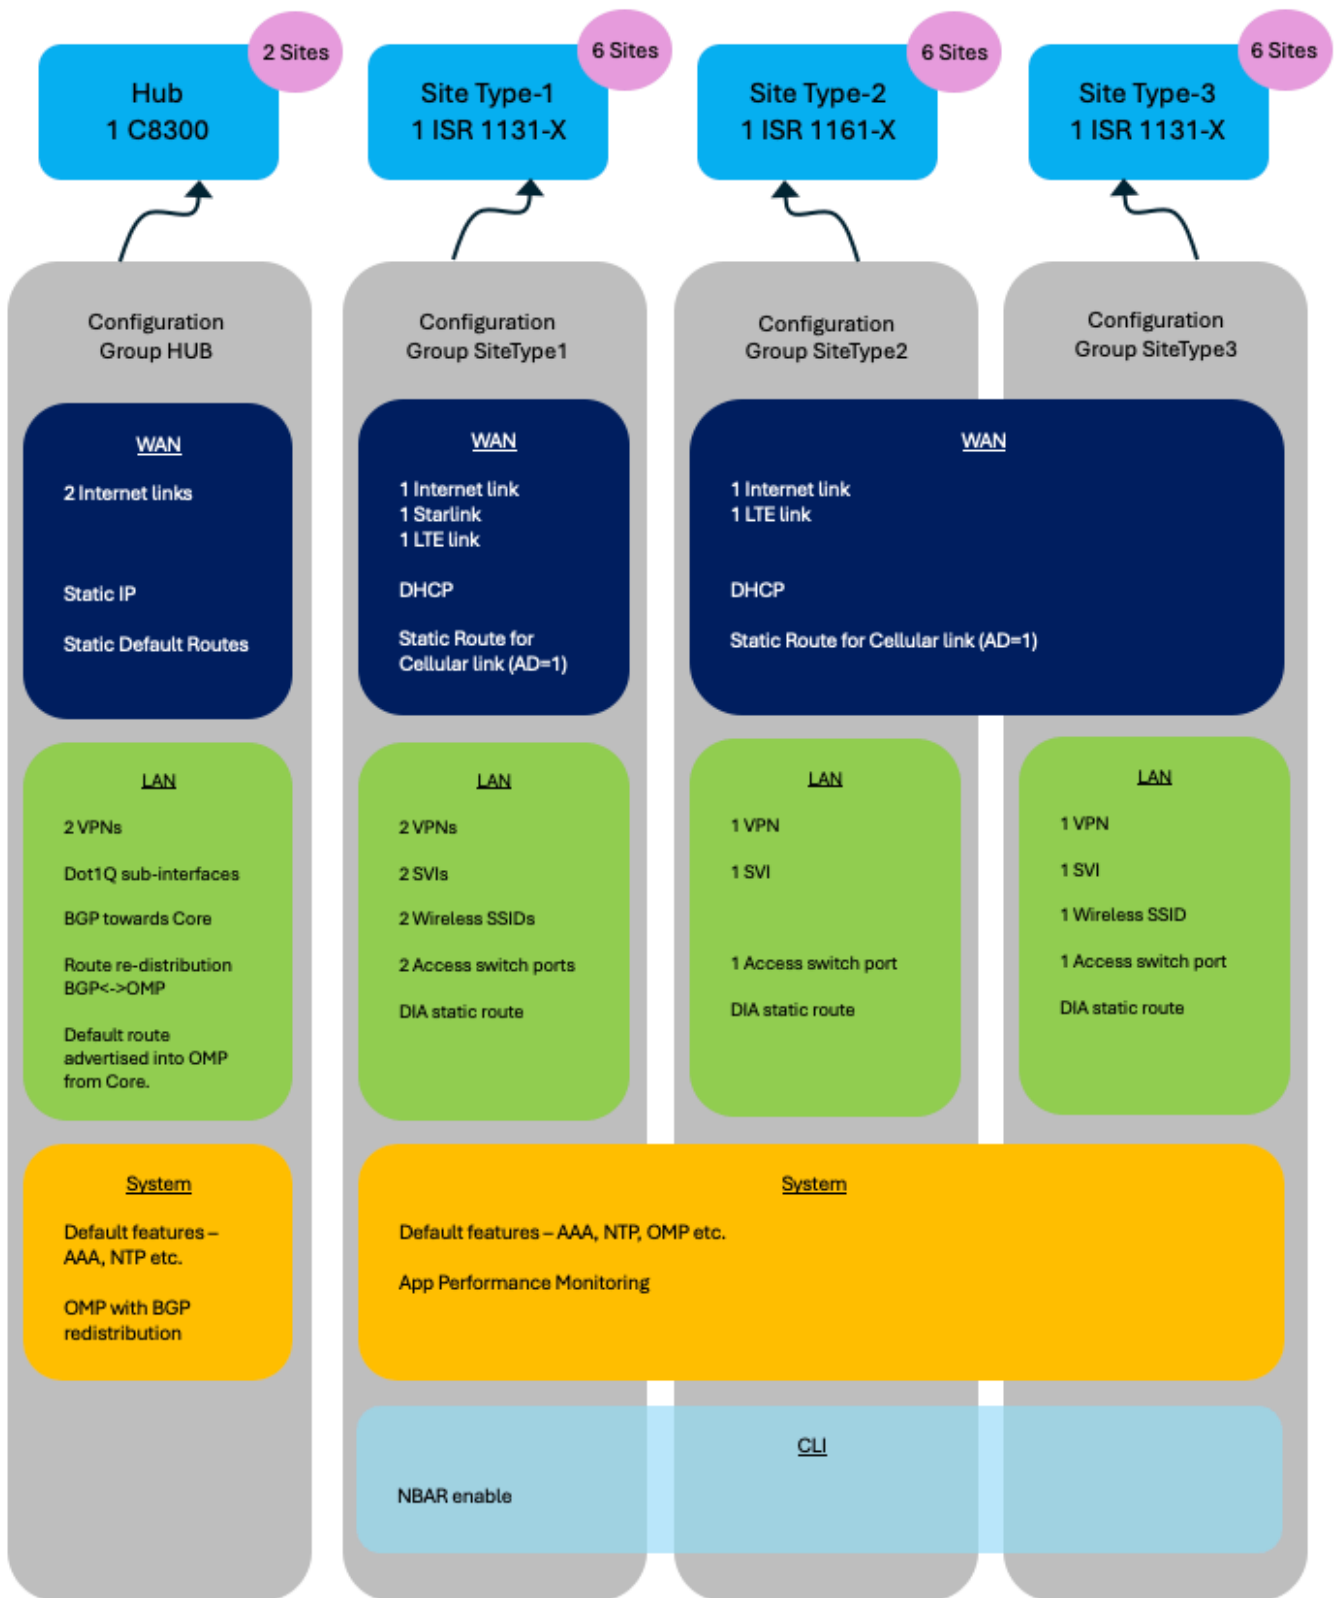 2 Sites
Hub
1 C8300
6 Sites
Site Type-1
1 ISR 1131-X
6 Sites
Site Type-2
1 ISR 1161-X
6 Sites
Site Type-3
1 ISR 1131-X
Configuration
Group HUB
WAN
2 Internet links
Static IP
Static Default Routes
LAN
2 VPNs
Dot1Q sub-interfaces
BGP towards Core
Route re-distribution
BGP<->OMP
Default route
advertised into OMP
from Core.
System
Default features –
AAA, NTP etc.
OMP with BGP
redistribution
Configuration
Group SiteType1
WAN
1 Internet link
1 Starlink
1 LTE link
DHCP
Static Route for
Cellular link (AD=1)
LAN
2 VPNs
2 SVIs
2 Wireless SSIDs
2 Access switch ports
DIA static route
Configuration
Group SiteType2
Configuration
Group SiteType3
WAN
1 Internet link
1 LTE link
DHCP
Static Route for Cellular link (AD=1)
LAN
1 VPN
1 SVI
1 Access switch port
DIA static route
LAN
1 VPN
1 SVI
1 Wireless SSID
1 Access switch port
DIA static route
System
Default features – AAA, NTP, OMP etc.
App Performance Monitoring
CLI
NBAR enable